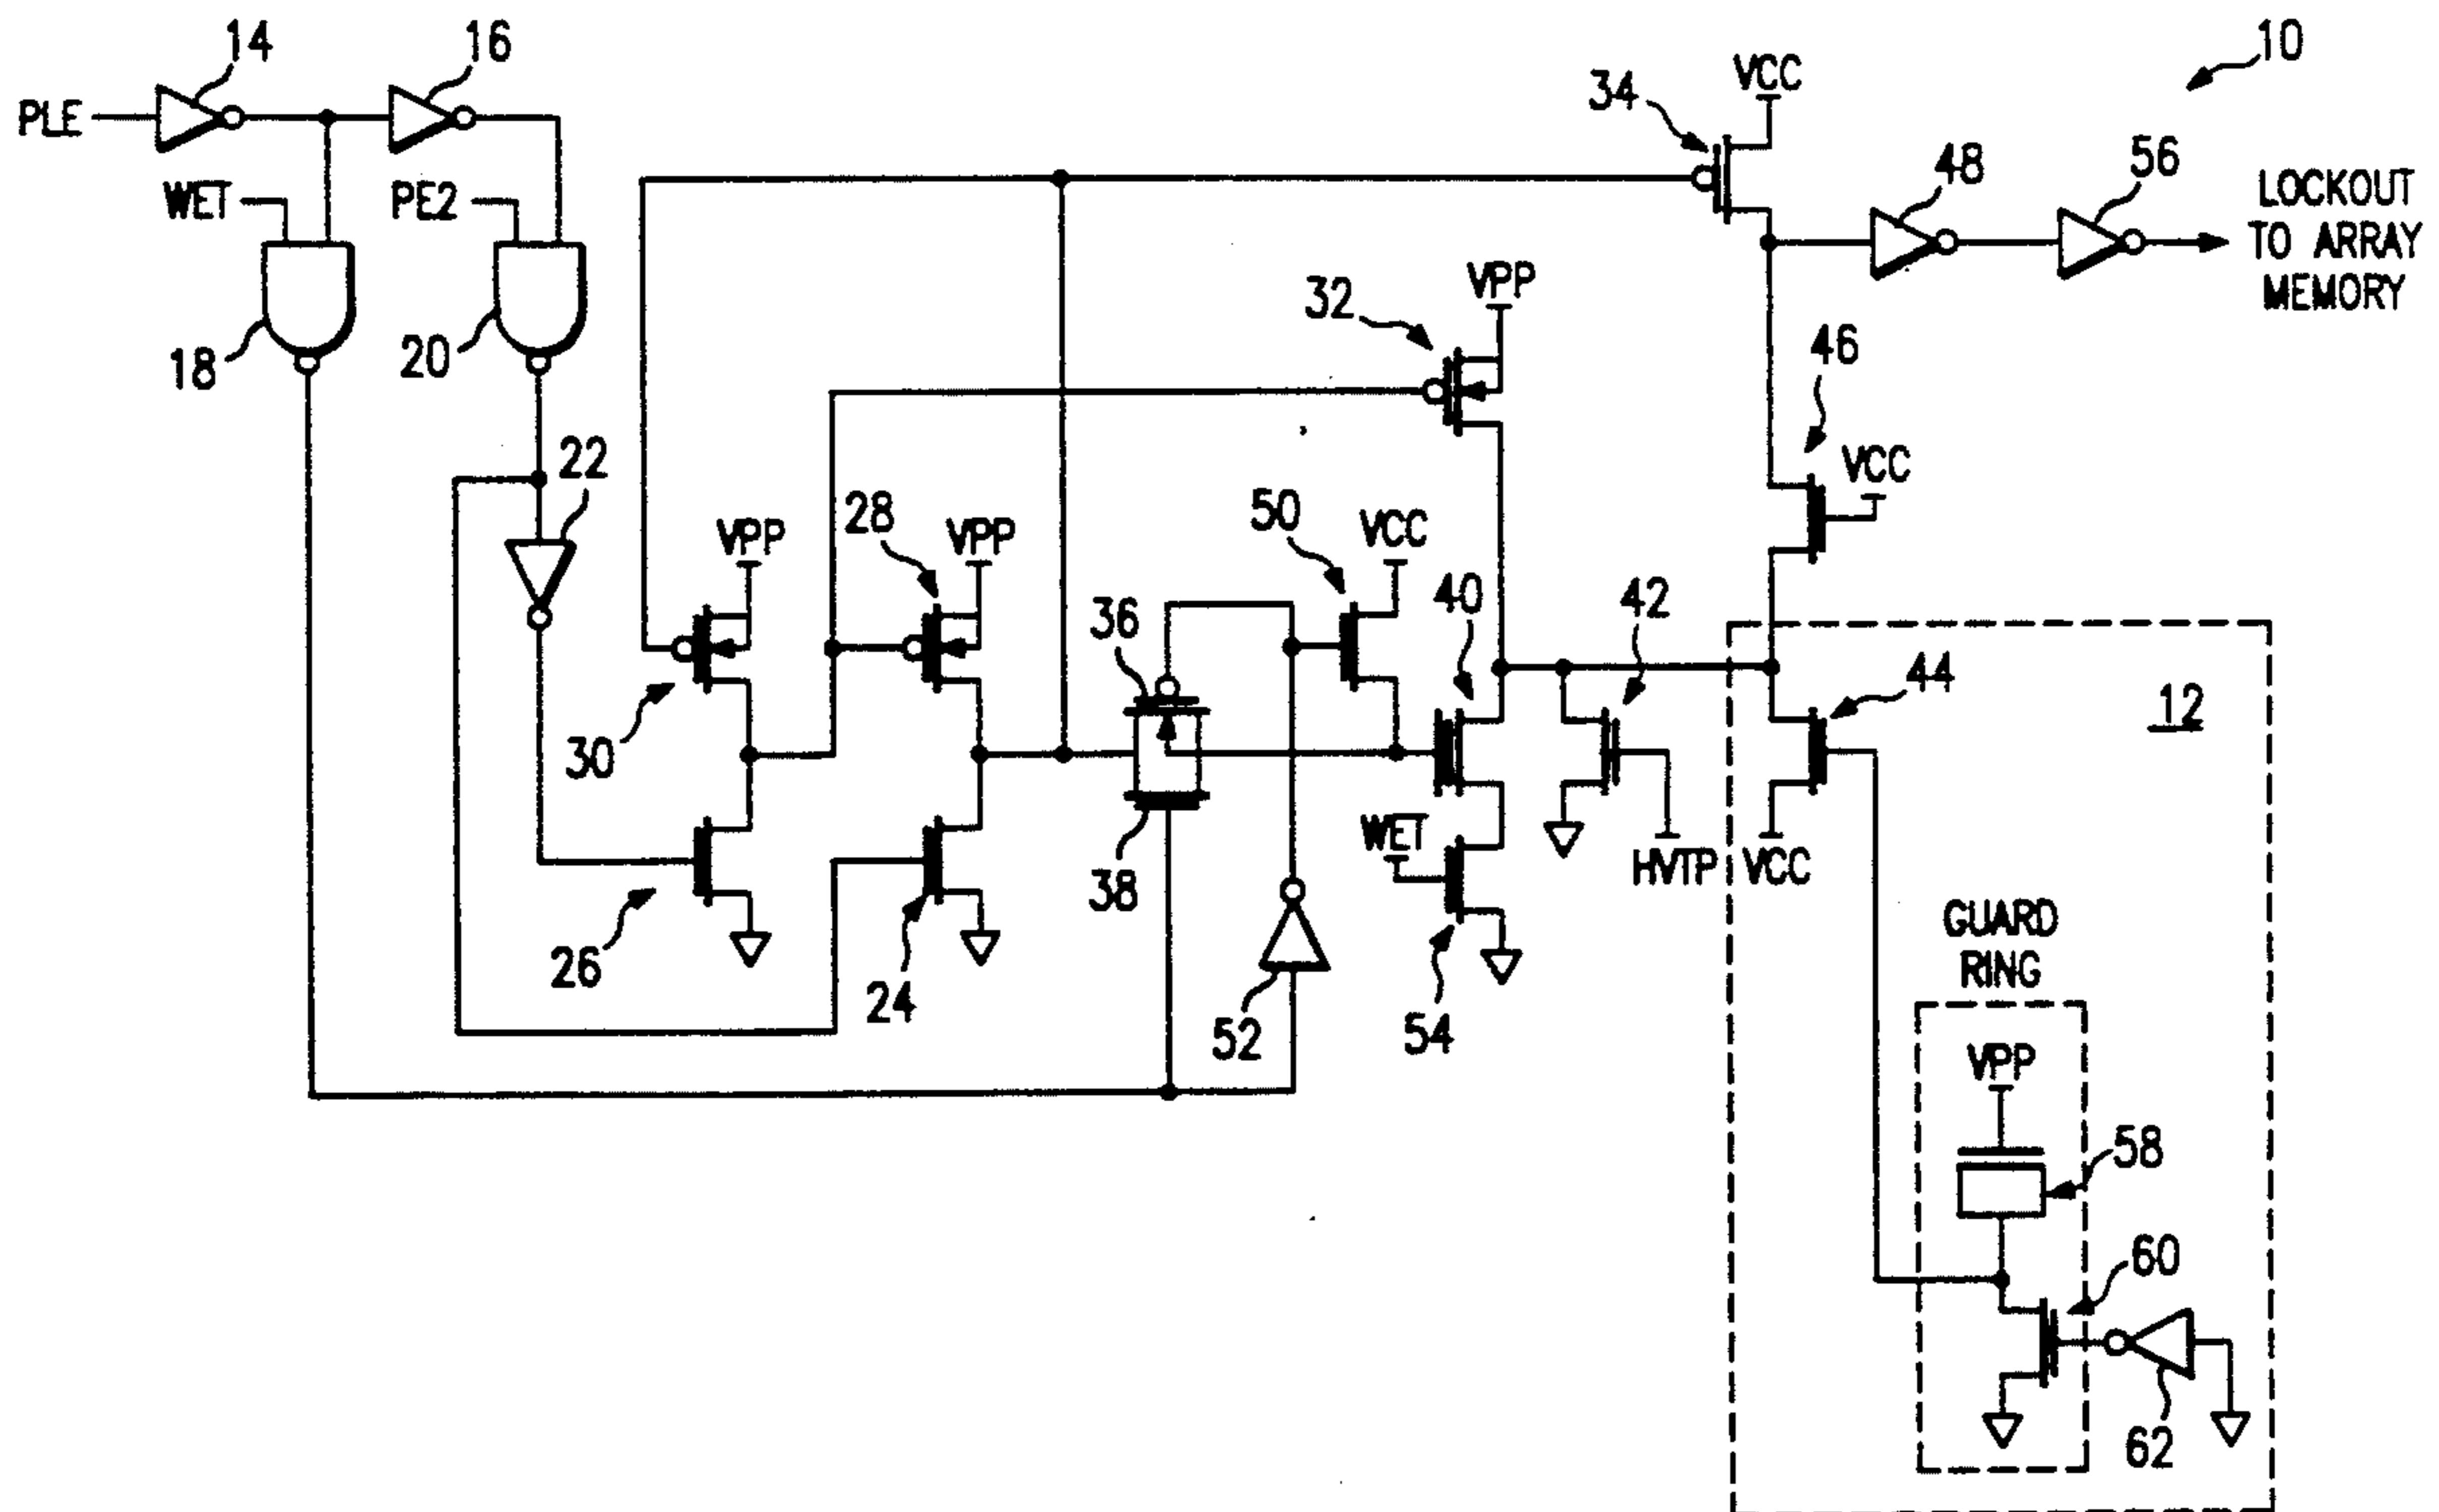 14
16
10
PLE
34
VCC
48
56
WET
PE2
LOCKOUT
TO ARRAY
MEMORY
18
20
32
VPP
46
VCC
22
VPP
28
VPP
50
VCC
36
40
42
44
12
30
38
WET
HVTP
VCC
GUARD
RING
26
24
52
54
VPP
58
60
62